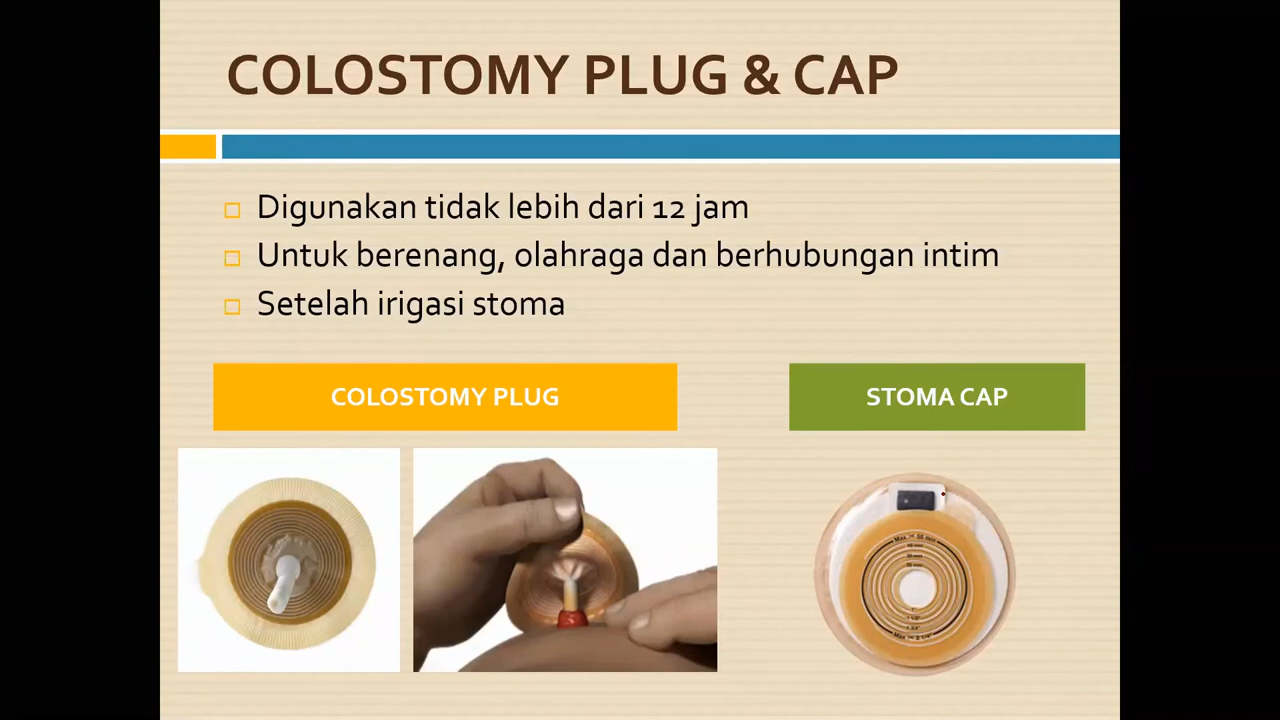 COLOSTOMY PLUG & CAP
Digunakan tidak lebih dari 12 jam
Untuk berenang, olahraga dan berhubungan intim
Setelah irigasi stoma
COLOSTOMY PLUG
STOMA CAP